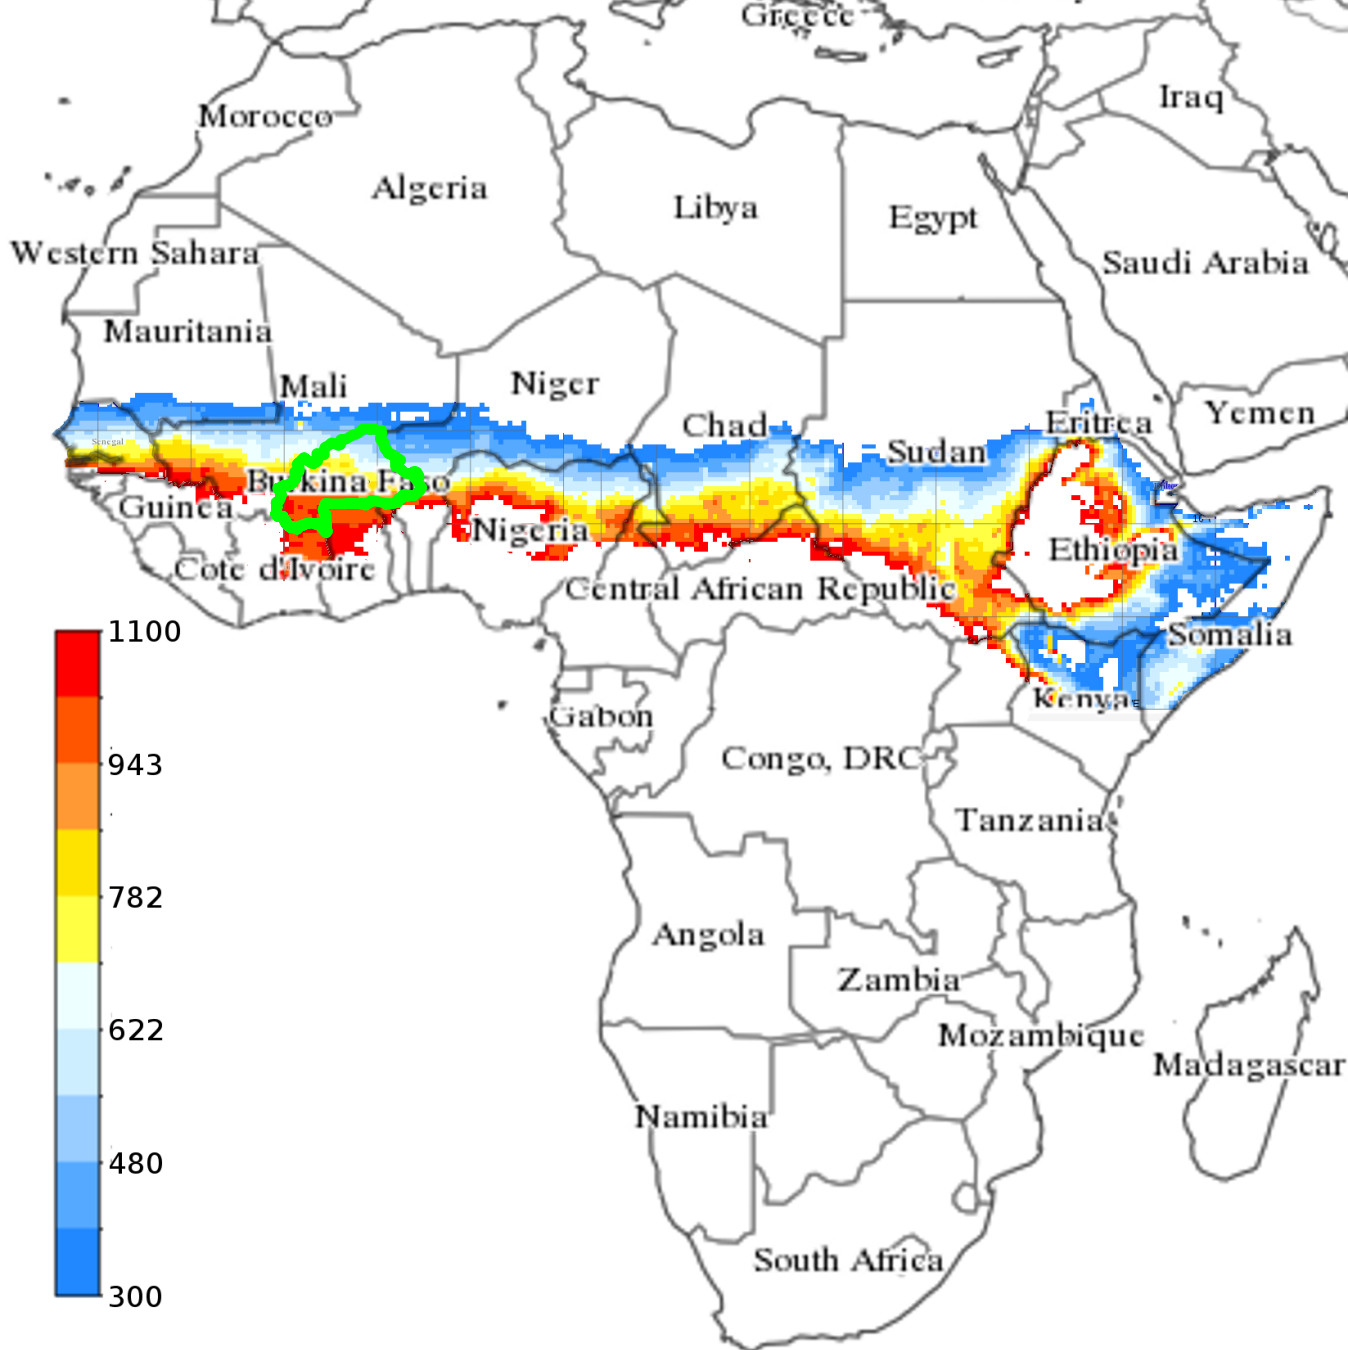 Greece
Iraq
Morocco
Algeria
Libya
Egypt
Western Sahara
Saudi Arabia
Mauritania
Mali
Niger
Chad
Eritrea
Yemen
Senegal
Sudan
Burkina Faso
Guinea
Nigeria
Ethiopia
Cote d'Ivoire
Central African Republic
Somalia
1100
Kenya
Gabon
943
Congo, DRC
Tanzania
782
Angola
Zambia
622
Mozambique
Madagascar
Namibia
480
South Africa
300